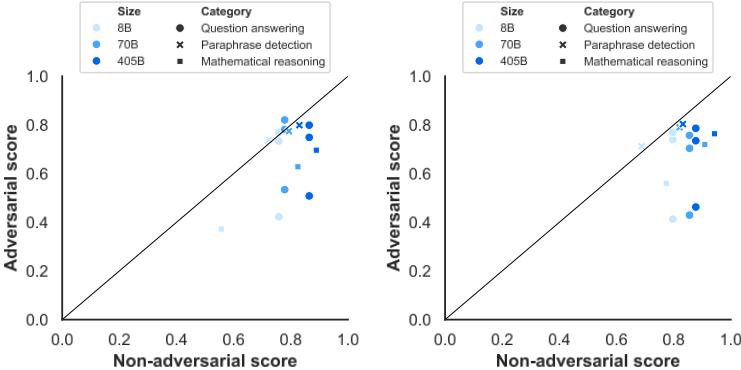 Size Category
8B Question answering
70B Paraphrase detection
405B Mathematical reasoning
1.0
0.8
0.6
0.4
0.2
0.0
Adversarial score
0.0 0.2 0.4 0.6 0.8 1.0
Non-adversarial score
Size Category
8B Question answering
70B Paraphrase detection
405B Mathematical reasoning
1.0
0.8
0.6
0.4
0.2
0.0
Adversarial score
0.0 0.2 0.4 0.6 0.8 1.0
Non-adversarial score